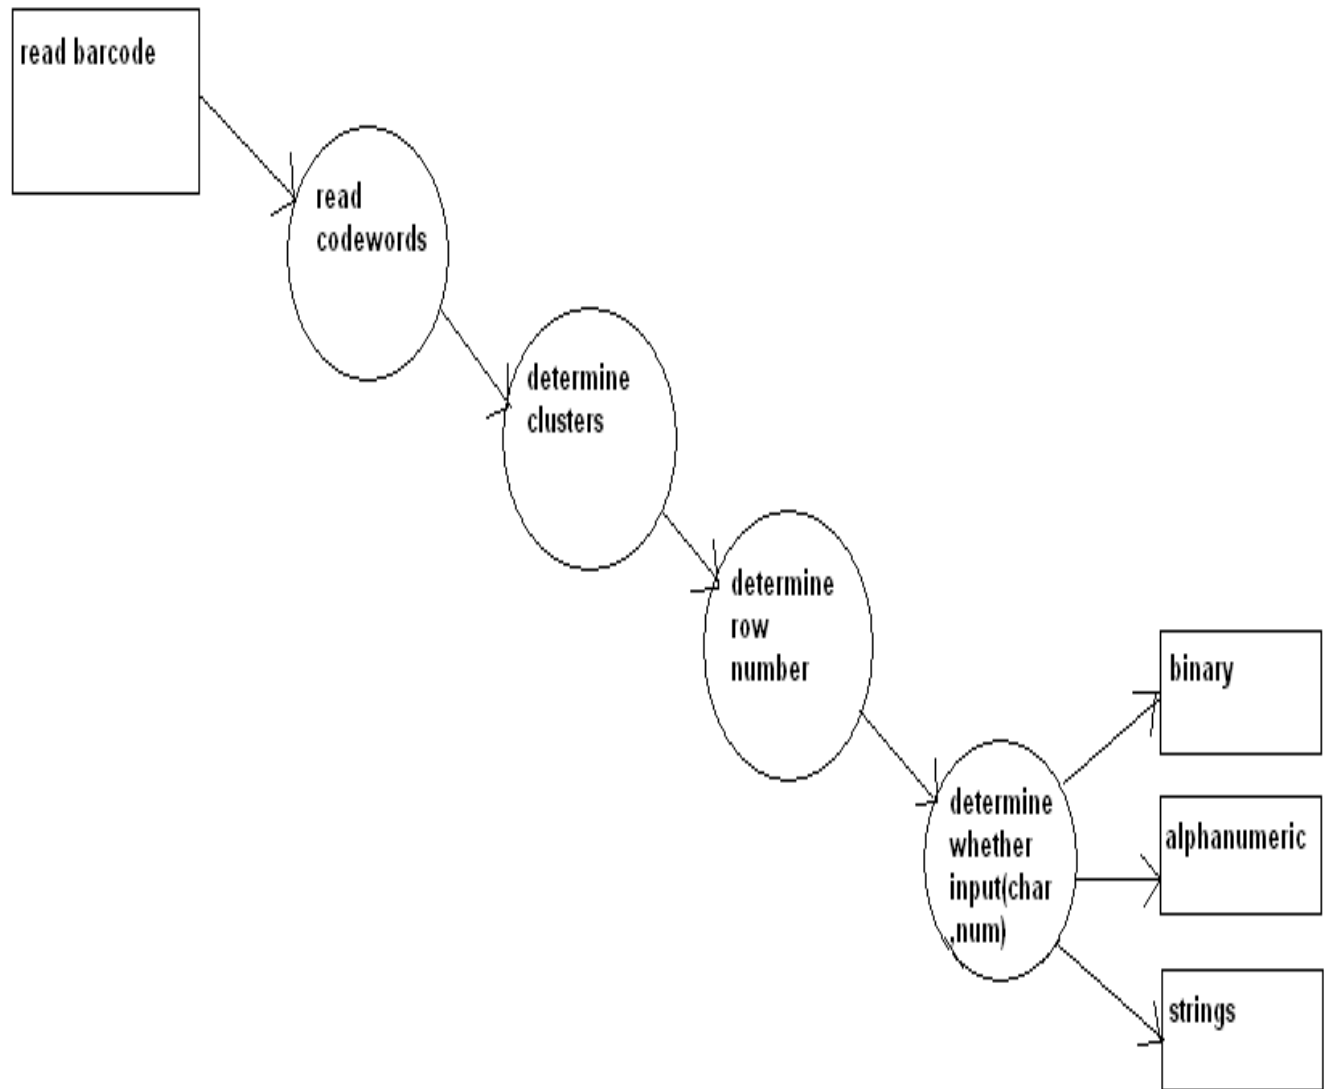 read barcode
read
codewords
determine
clusters
determine
row
number
determine
whether
input(char
,num)
binary
alphanumeric
strings